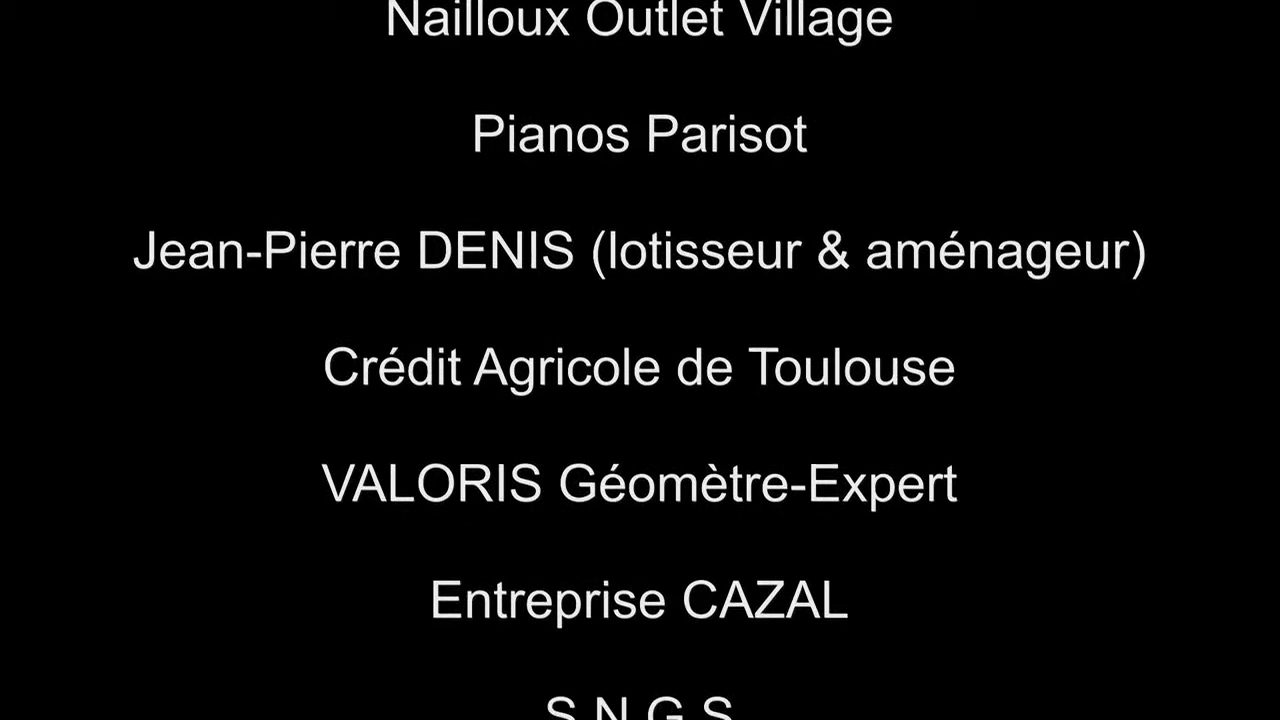 Nailloux Outlet Village
Pianos Parisot
Jean-Pierre DENIS (lotisseur & aménageur)
Crédit Agricole de Toulouse
VALORIS Géomètre-Expert
Entreprise CAZAL
S.N.G.S.